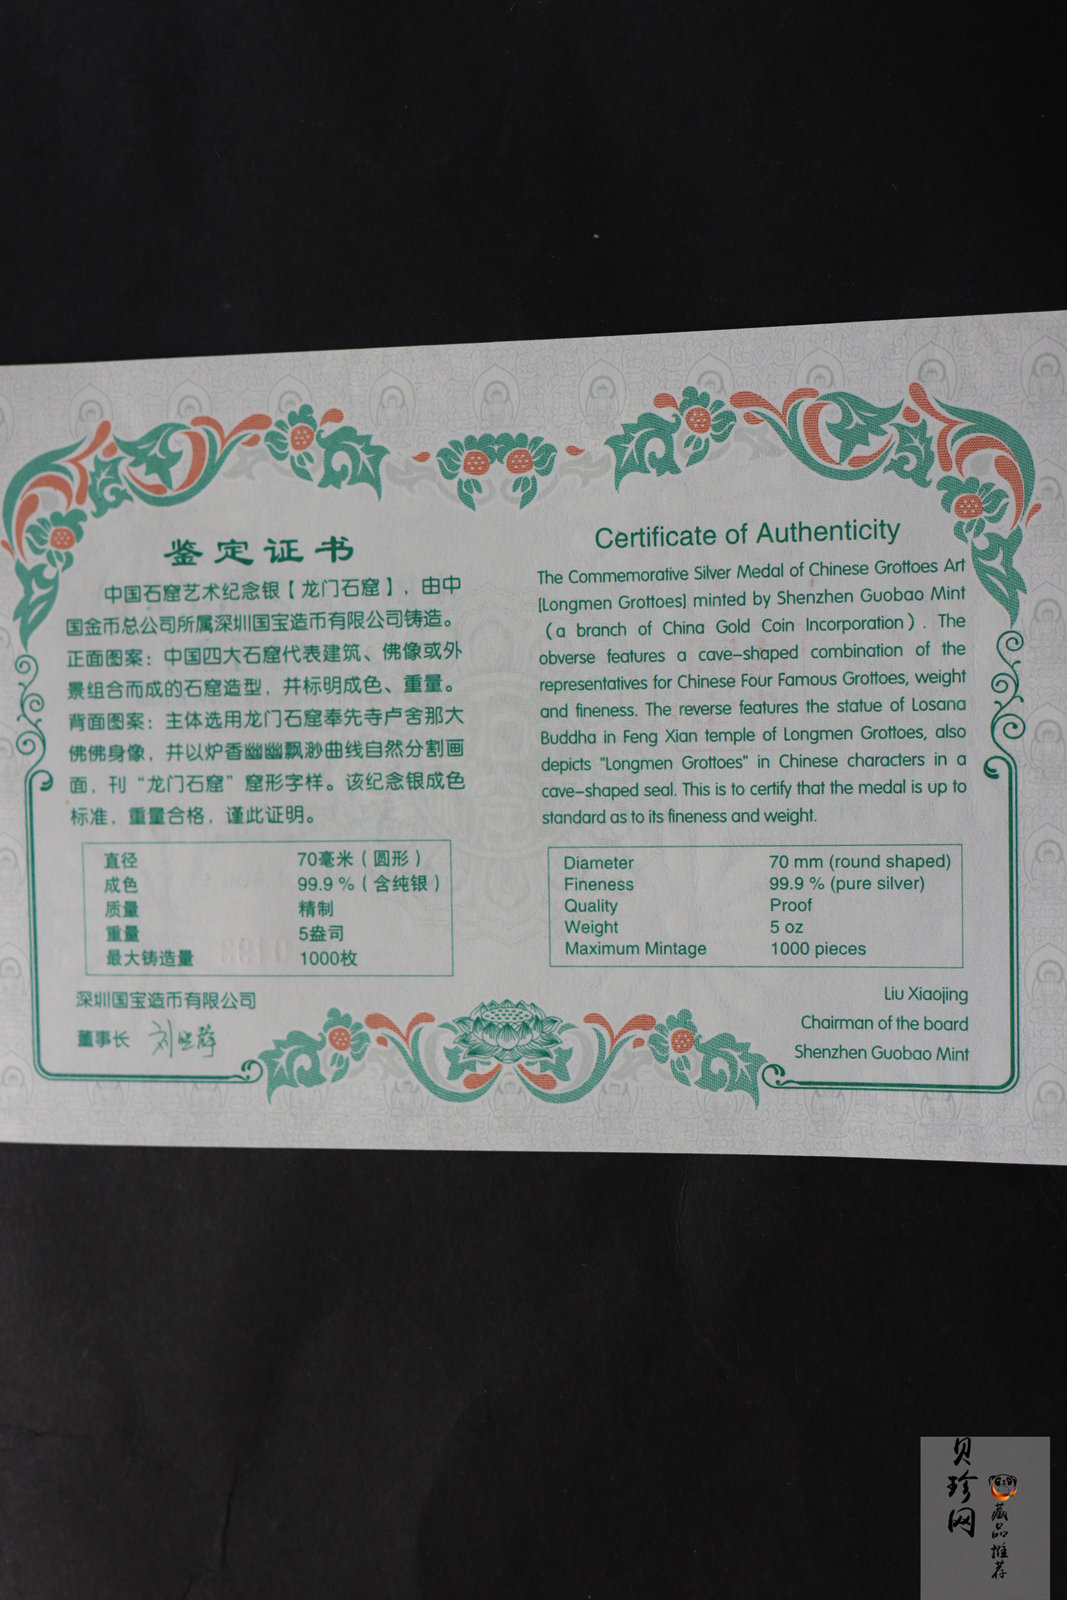 鉴定证书
中国石窟艺术纪念银【龙门石窟】，由中
国金币总公司所属深圳国宝造币有限公司铸造。
正面图案：中国四大石窟代表建筑、佛像或外
景组合而成的石窟造型，并标明成色、重量。
背面图案：主体选用龙门石窟奉先寺卢舍那大
佛佛身像，并以炉香幽幽飘渺曲线自然分割画
面，刊“龙门石窟”窟形字样。该纪念银成色
标准，重量合格，谨此证明。
直径 70毫米（圆形）
成色 99.9 %（含纯银）
质量 精制
重量 5盎司
最大铸造量 1000枚
深圳国宝造币有限公司
董事长
Certificate of Authenticity
The Commemorative Silver Medal of Chinese Grottoes Art
[Longmen Grottoes] minted by Shenzhen Guobao Mint
(a branch of China Gold Coin Incorporation). The
obverse features a cave-shaped combination of the
representatives for Chinese Four Famous Grottoes, weight
and fineness. The reverse features the statue of Losana
Buddha in Feng Xian temple of Longmen Grottoes, also
depicts "Longmen Grottoes" in Chinese characters in a
cave-shaped seal. This is to certify that the medal is up to
standard as to its fineness and weight.
Diameter 70 mm (round shaped)
Fineness 99.9 % (pure silver)
Quality Proof
Weight 5 oz
Maximum Mintage 1000 pieces
Liu Xiaojing
Chairman of the board
Shenzhen Guobao Mint
贝珍网
藏品推荐